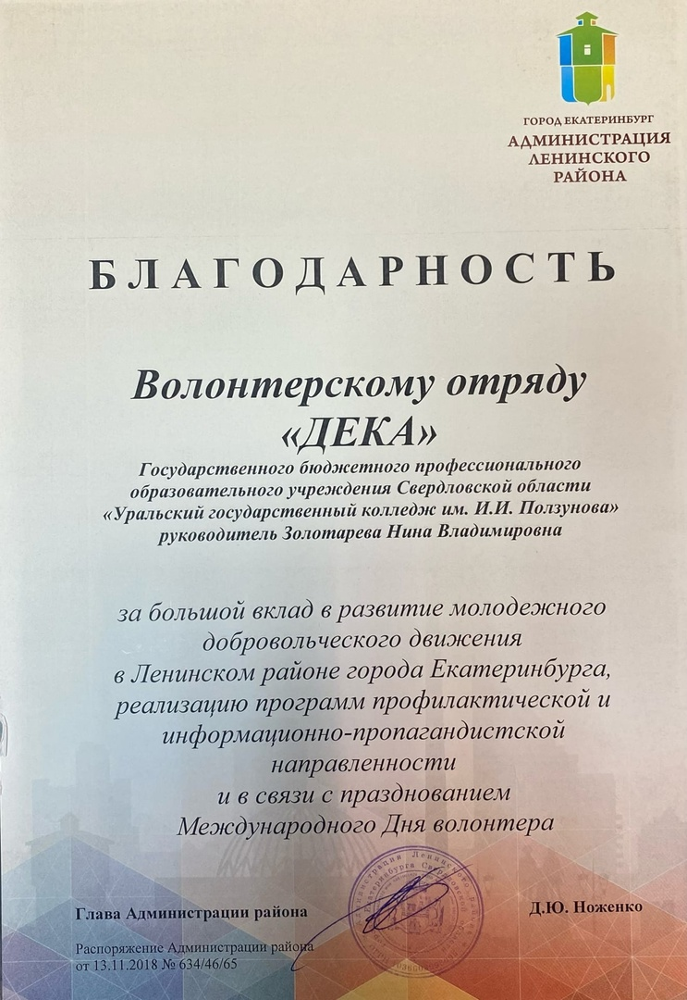 ГОРОД ЕКАТЕРИНБУРГ
АДМИНИСТРАЦИЯ
ЛЕНИНСКОГО
РАЙОНА
БЛАГОДАРНОСТЬ
Волонтерскому отряду
«ДЕКА»
Государственного бюджетного профессионального
образовательного учреждения Свердловской области
«Уральский государственный колледж им. И.И. Ползунова»
руководитель Золотарева Нина Владимировна
за большой вклад в развитие молодежного
добровольческого движения
в Ленинском районе города Екатеринбурга,
реализацию программ профилактической и
информационно-пропагандистской
направленности
и в связи с празднованием
Международного Дня волонтера
Глава Администрации района
Д.Ю. Ноженко
Распоряжение Администрации района
от 13.11.2018 № 634/46/65